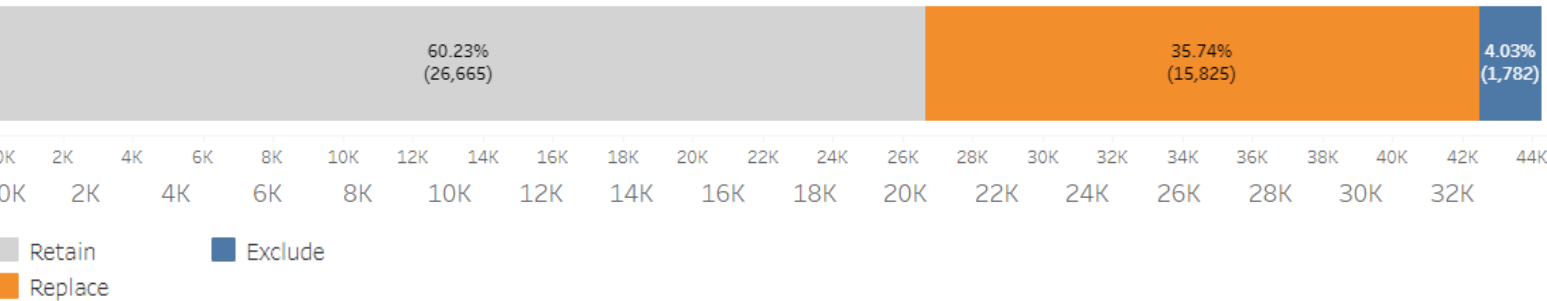 60.23% 35.74% 4.03%
(26,665) (15,825) (1,782)
0K 2K 4K 6K 8K 10K 12K 14K 16K 18K 20K 22K 24K 26K 28K 30K 32K 34K 36K 38K 40K 42K 44K
0K 2K 4K 6K 8K 10K 12K 14K 16K 18K 20K 22K 24K 26K 28K 30K 32K
Retain Exclude
Replace